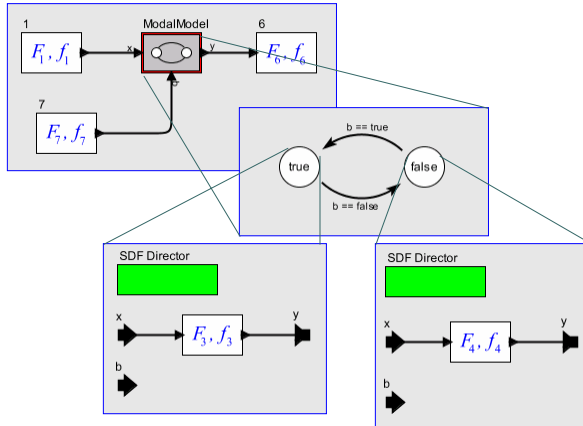 ModalModel
1
6
F1, f1
x
y
F6, f6
b
7
F7, f7
b == true
true
false
b == false
SDF Director
x
y
F3, f3
b
SDF Director
x
y
F4, f4
b